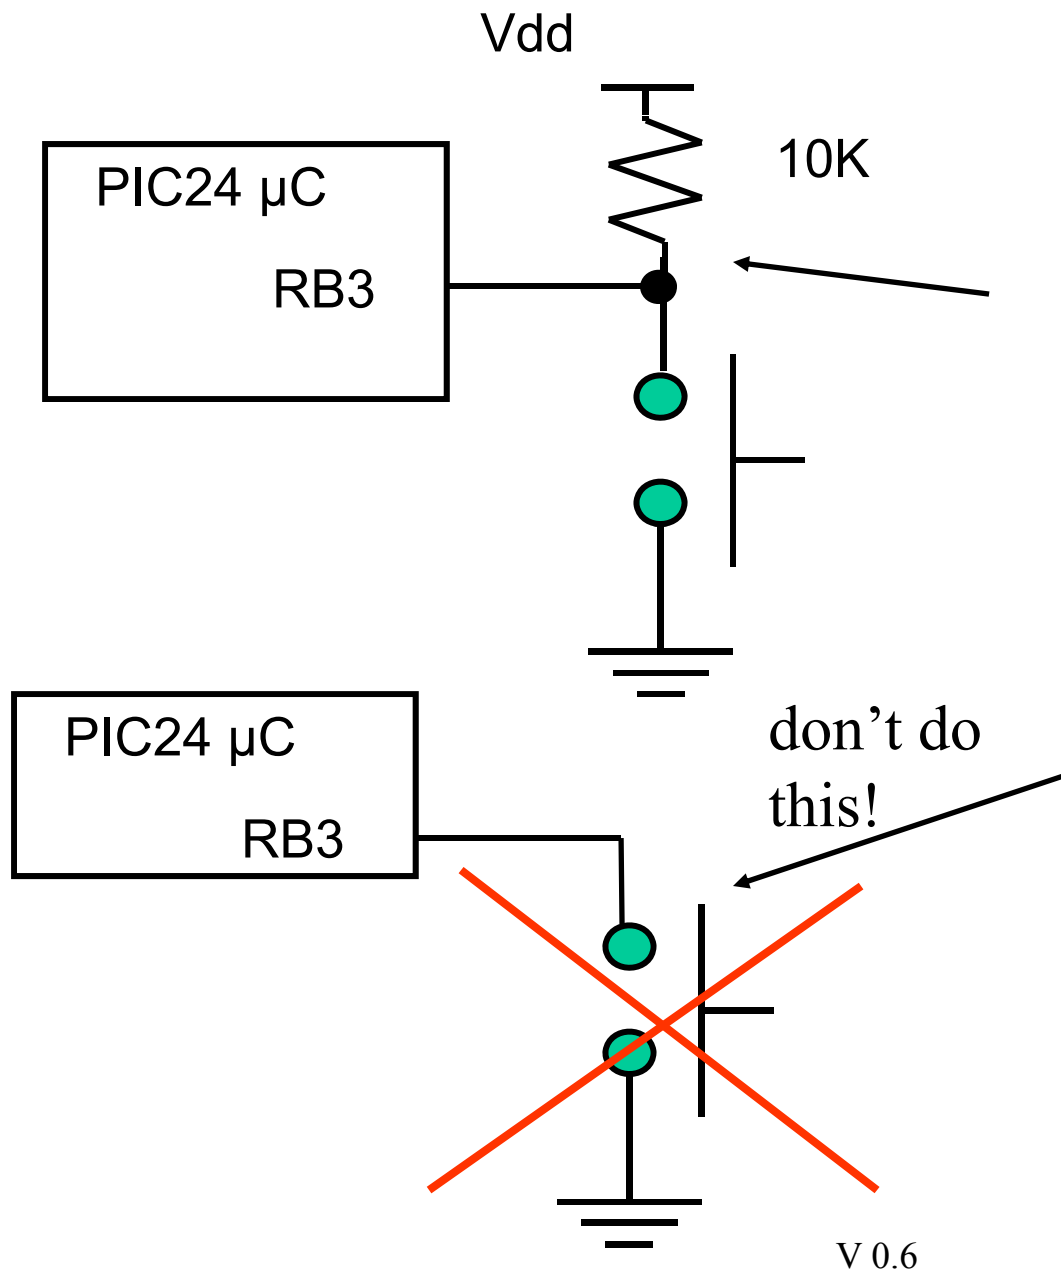 Vdd
10K
PIC24 µC
RB3
PIC24 µC
RB3
don’t do
this!
V 0.6